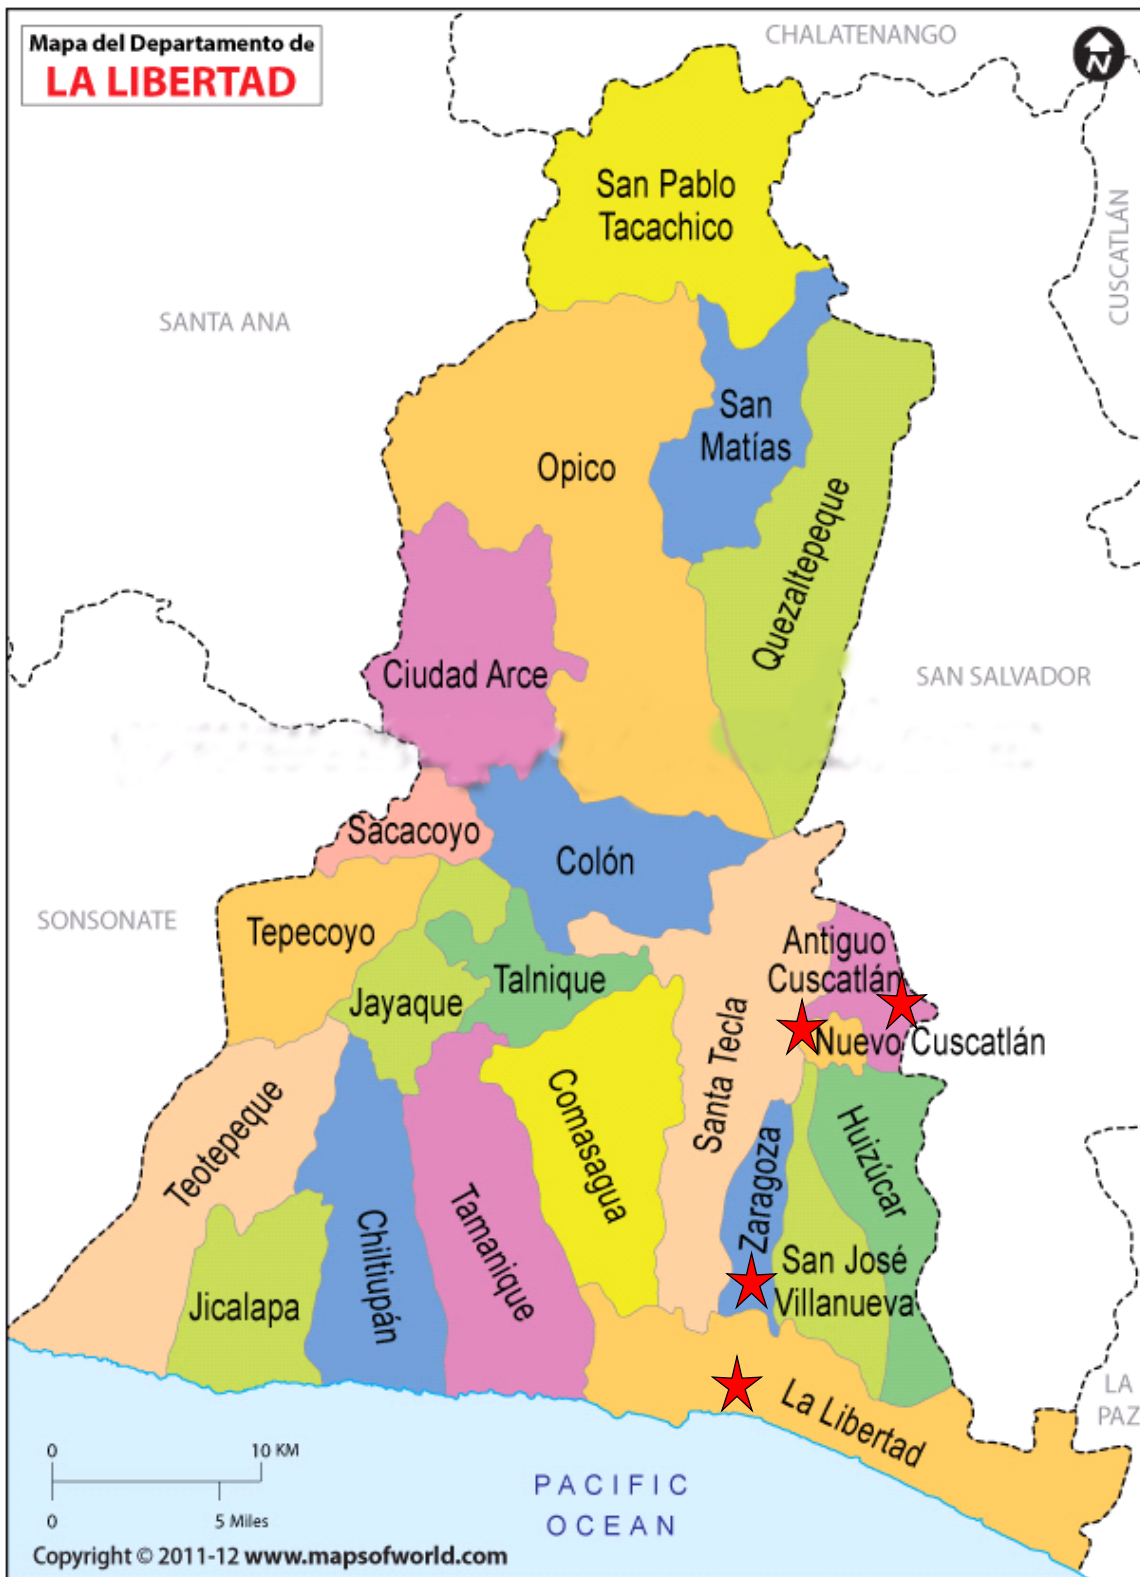 Mapa del Departamento de
LA LIBERTAD
CHALATENANGO
N
CUSCATLÁN
San Pablo
Tacachico
SANTA ANA
San
Matías
Opico
Quezaltepeque
Ciudad Arce
SAN SALVADOR
Sacacoyo
Colón
SONSONATE
Tepecoyo
Antiguo
Cuscatlán
Talnique
Jayaque
Nuevo Cuscatlán
Santa Tecla
Comasagua
Teotepeque
Huizúcar
Zaragoza
Tamanique
Chiltiupán
San José
Villanueva
Jicalapa
La Libertad
LA
PAZ
0 10 KM
0 5 Miles
PACIFIC
OCEAN
Copyright © 2011-12 www.mapsofworld.com